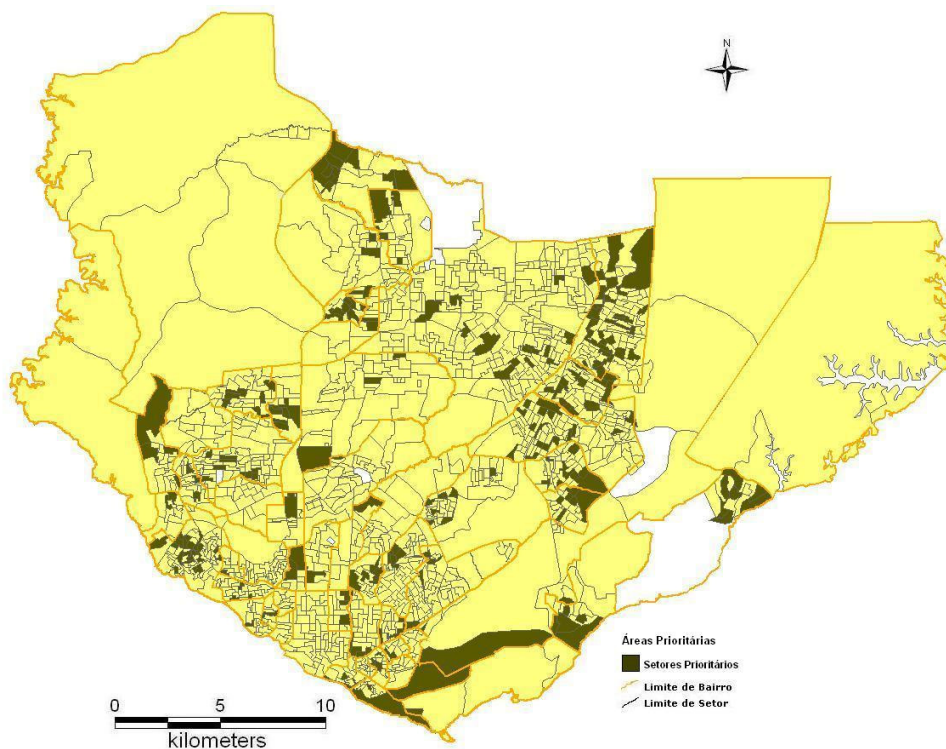 N
Áreas Prioritárias
Setores Prioritários
Limite de Bairro
Limite de Setor
0 5 10
kilometers